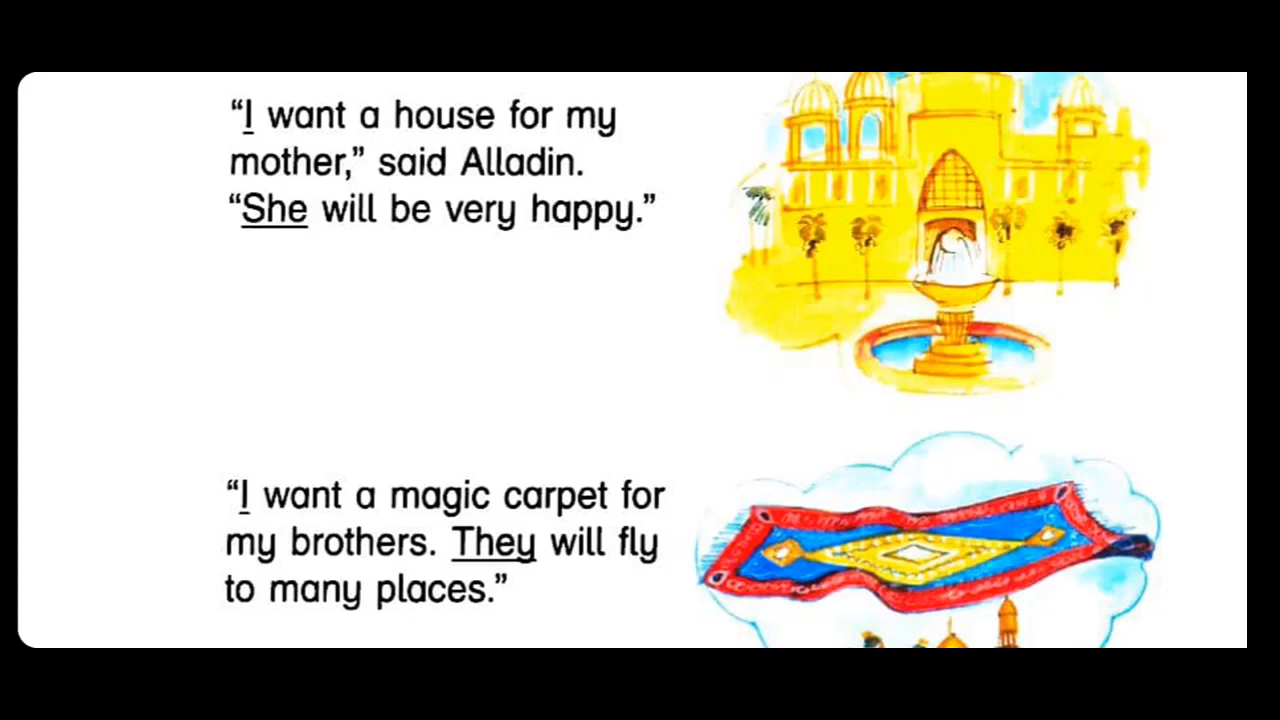 “I want a house for my
mother,” said Alladin.
“She will be very happy.”
“I want a magic carpet for
my brothers. They will fly
to many places.”